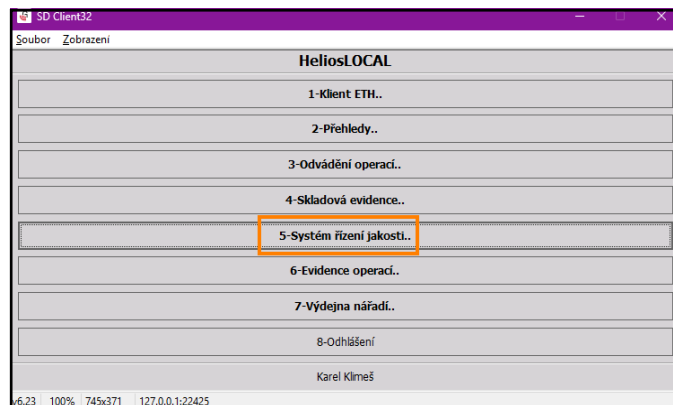 SD Client32
Soubor Zobrazení
HeliosLOCAL
1-Klient ETH..
2-Přehledy..
3-Odvádění operací..
4-Skladová evidence..
5-Systém řízení jakosti..
6-Evidence operací..
7-Výdejna nářadí..
8-Odhlášení
Karel Klimeš
v6.23 100% 745x371 127.0.0.1:22425